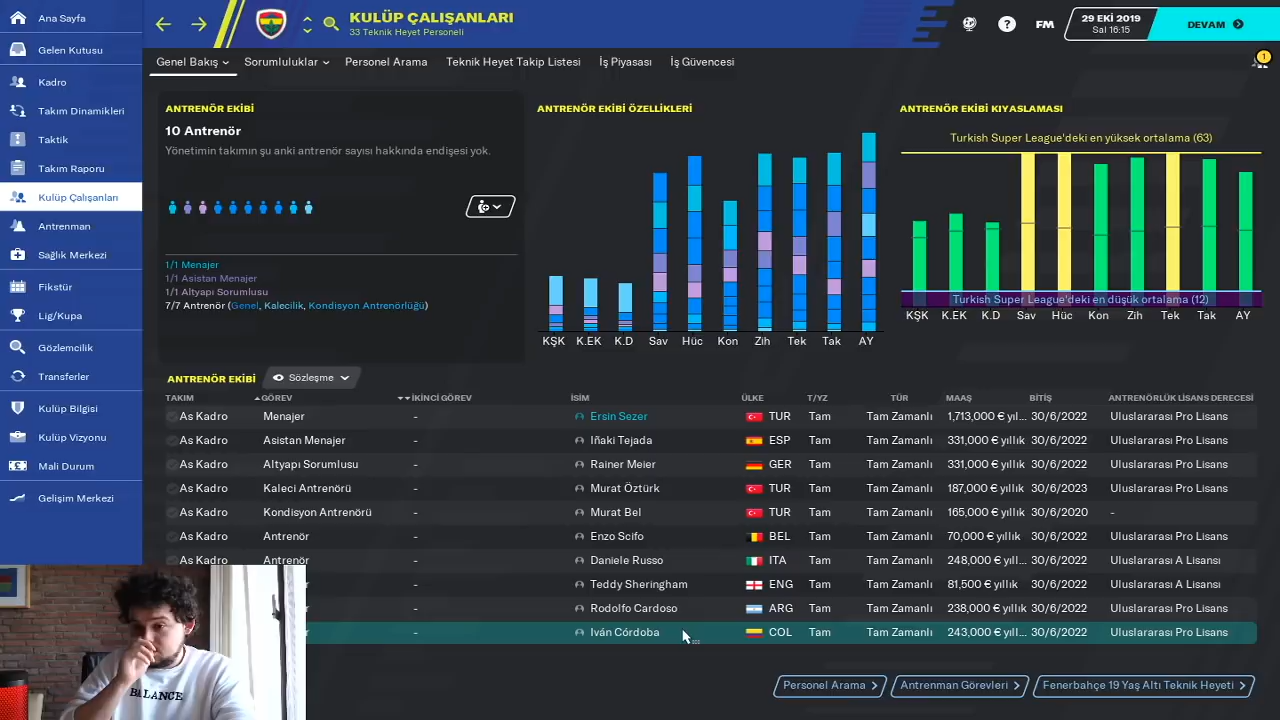 Ana Sayfa
Gelen Kutusu
Kadro
Takım Dinamikleri
Taktik
Takım Raporu
Kulüp Çalışanları
Antrenman
Sağlık Merkezi
Fikstür
Lig/Kupa
Gözlemcilik
Transferler
Kulüp Bilgisi
Kulüp Vizyonu
Mali Durum
Gelişim Merkezi
KULÜP ÇALIŞANLARI
33 Teknik Heyet Personeli
? FM
29 EKİ 2019
Sal 16:15
DEVAM
Genel Bakış Sorumluluklar Personel Arama Teknik Heyet Takip Listesi İş Piyasası İş Güvencesi
1
ANTRENÖR EKİBİ
10 Antrenör
Yönetimin takımın şu anki antrenör sayısı hakkında endişesi yok.
1/1 Menajer
1/1 Asistan Menajer
1/1 Altyapı Sorumlusu
7/7 Antrenör (Genel, Kalecilik, Kondisyon Antrenörlüğü)
ANTRENÖR EKİBİ ÖZELLİKLERİ
KŞK K.EK K.D Sav Hüc Kon Zih Tek Tak AY
ANTRENÖR EKİBİ KIYASLAMASI
Turkish Super League'deki en yüksek ortalama (63)
Turkish Super League'deki en düşük ortalama (12)
KŞK K.EK K.D Sav Hüc Kon Zih Tek Tak AY
ANTRENÖR EKİBİ Sözleşme
TAKIM GÖREV İKİNCİ GÖREV İSİM ÜLKE T/YZ TÜR MAAŞ BİTİŞ ANTRENÖRLÜK LİSANS DERECESİ
As Kadro Menajer - Ersin Sezer TUR Tam Tam Zamanlı 1,713,000 € yıl... 30/6/2022 Uluslararası Pro Lisans
As Kadro Asistan Menajer - Iñaki Tejada ESP Tam Tam Zamanlı 331,000 € yıllık 30/6/2022 Uluslararası Pro Lisans
As Kadro Altyapı Sorumlusu - Rainer Meier GER Tam Tam Zamanlı 331,000 € yıllık 30/6/2022 Uluslararası Pro Lisans
As Kadro Kaleci Antrenörü - Murat Öztürk TUR Tam Tam Zamanlı 187,000 € yıllık 30/6/2023 Uluslararası Pro Lisans
As Kadro Kondisyon Antrenörü - Murat Bel TUR Tam Tam Zamanlı 165,000 € yıllık 30/6/2020 -
As Kadro Antrenör - Enzo Scifo BEL Tam Tam Zamanlı 70,000 € yıllık 30/6/2022 Uluslararası Pro Lisans
As Kadro Antrenör - Daniele Russo ITA Tam Tam Zamanlı 248,000 € yıll... 30/6/2022 Uluslararası A Lisansı
- Teddy Sheringham ENG Tam Tam Zamanlı 81,500 € yıllık 30/6/2022 Uluslararası A Lisansı
- Rodolfo Cardoso ARG Tam Tam Zamanlı 238,000 € yıllık 30/6/2022 Uluslararası Pro Lisans
- Iván Córdoba COL Tam Tam Zamanlı 243,000 € yıll... 30/6/2022 Uluslararası Pro Lisans
Personel Arama Antrenman Görevleri Fenerbahçe 19 Yaş Altı Teknik Heyeti
BALANCE